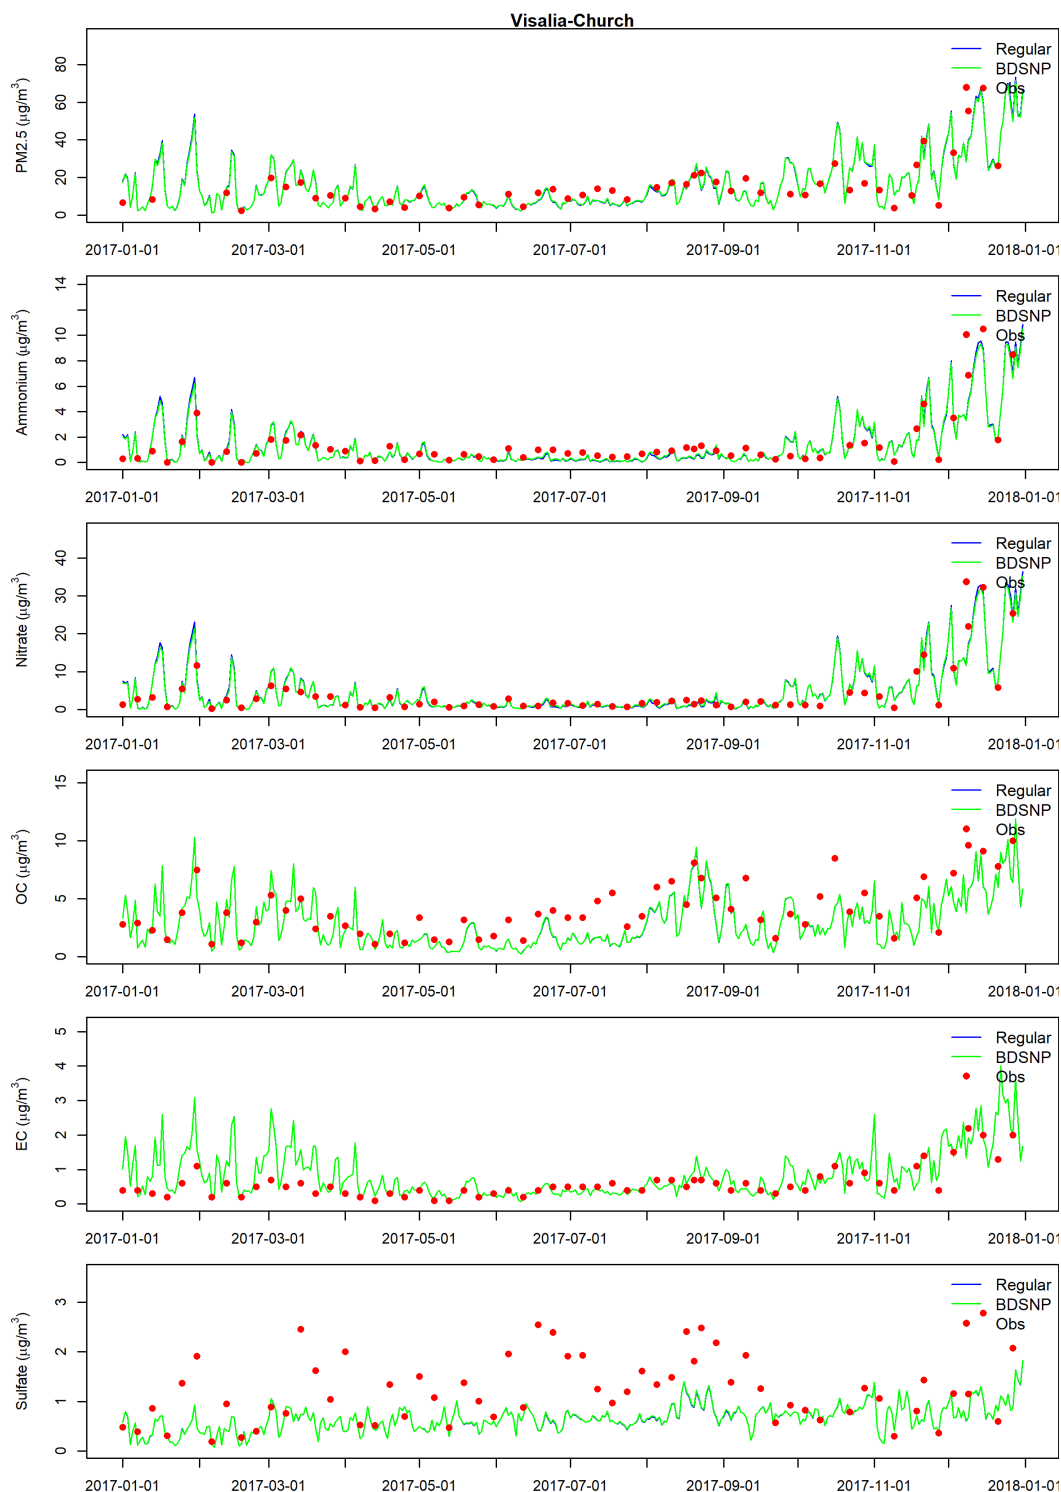 Visalia-Church
PM2.5 (μg/m3)
0 20 40 60 80
Regular
BDSNP
Obs
2017-01-01 2017-03-01 2017-05-01 2017-07-01 2017-09-01 2017-11-01 2018-01-01
Ammonium (μg/m3)
0 2 4 6 8 10 14
Regular
BDSNP
Obs
2017-01-01 2017-03-01 2017-05-01 2017-07-01 2017-09-01 2017-11-01 2018-01-01
Nitrate (μg/m3)
0 10 20 30 40
Regular
BDSNP
Obs
2017-01-01 2017-03-01 2017-05-01 2017-07-01 2017-09-01 2017-11-01 2018-01-01
OC (μg/m3)
0 5 10 15
Regular
BDSNP
Obs
2017-01-01 2017-03-01 2017-05-01 2017-07-01 2017-09-01 2017-11-01 2018-01-01
EC (μg/m3)
0 1 2 3 4 5
Regular
BDSNP
Obs
2017-01-01 2017-03-01 2017-05-01 2017-07-01 2017-09-01 2017-11-01 2018-01-01
Sulfate (μg/m3)
0 1 2 3
Regular
BDSNP
Obs
2017-01-01 2017-03-01 2017-05-01 2017-07-01 2017-09-01 2017-11-01 2018-01-01